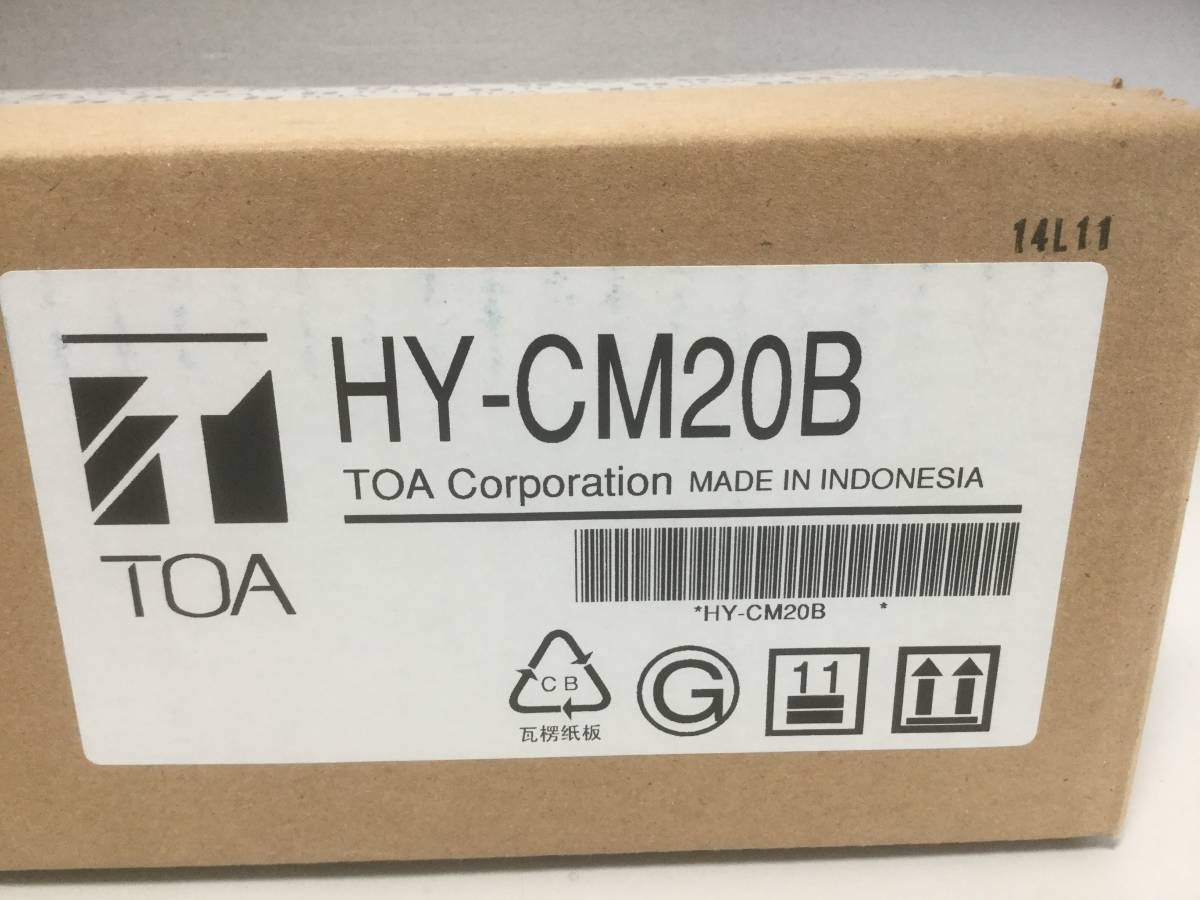 14L11
HY-CM20B
TOA Corporation MADE IN INDONESIA
TOA
*HY-CM20B *
CB
瓦楞纸板
G
11